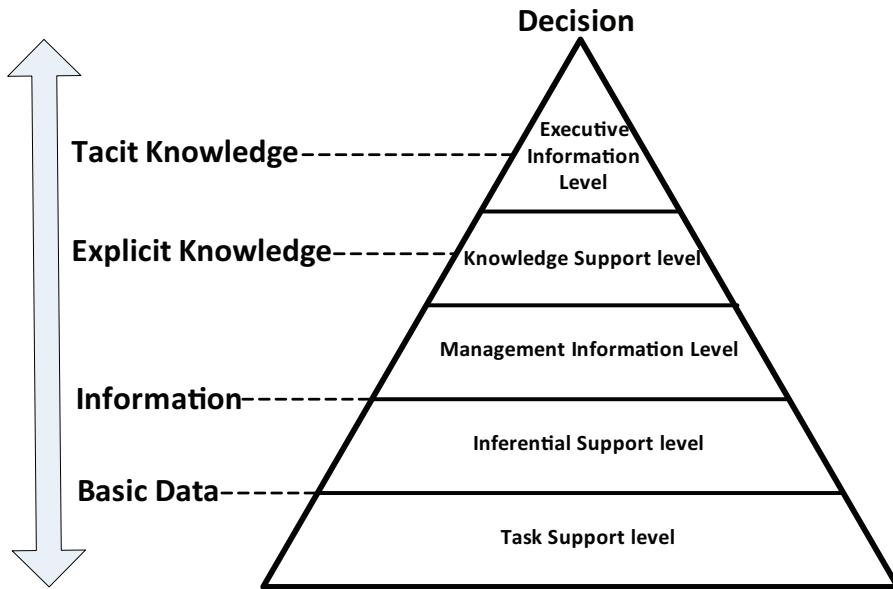 Decision
Tacit Knowledge
Executive
Information
Level
Explicit Knowledge
Knowledge Support level
Management Information Level
Information
Inferential Support level
Basic Data
Task Support level